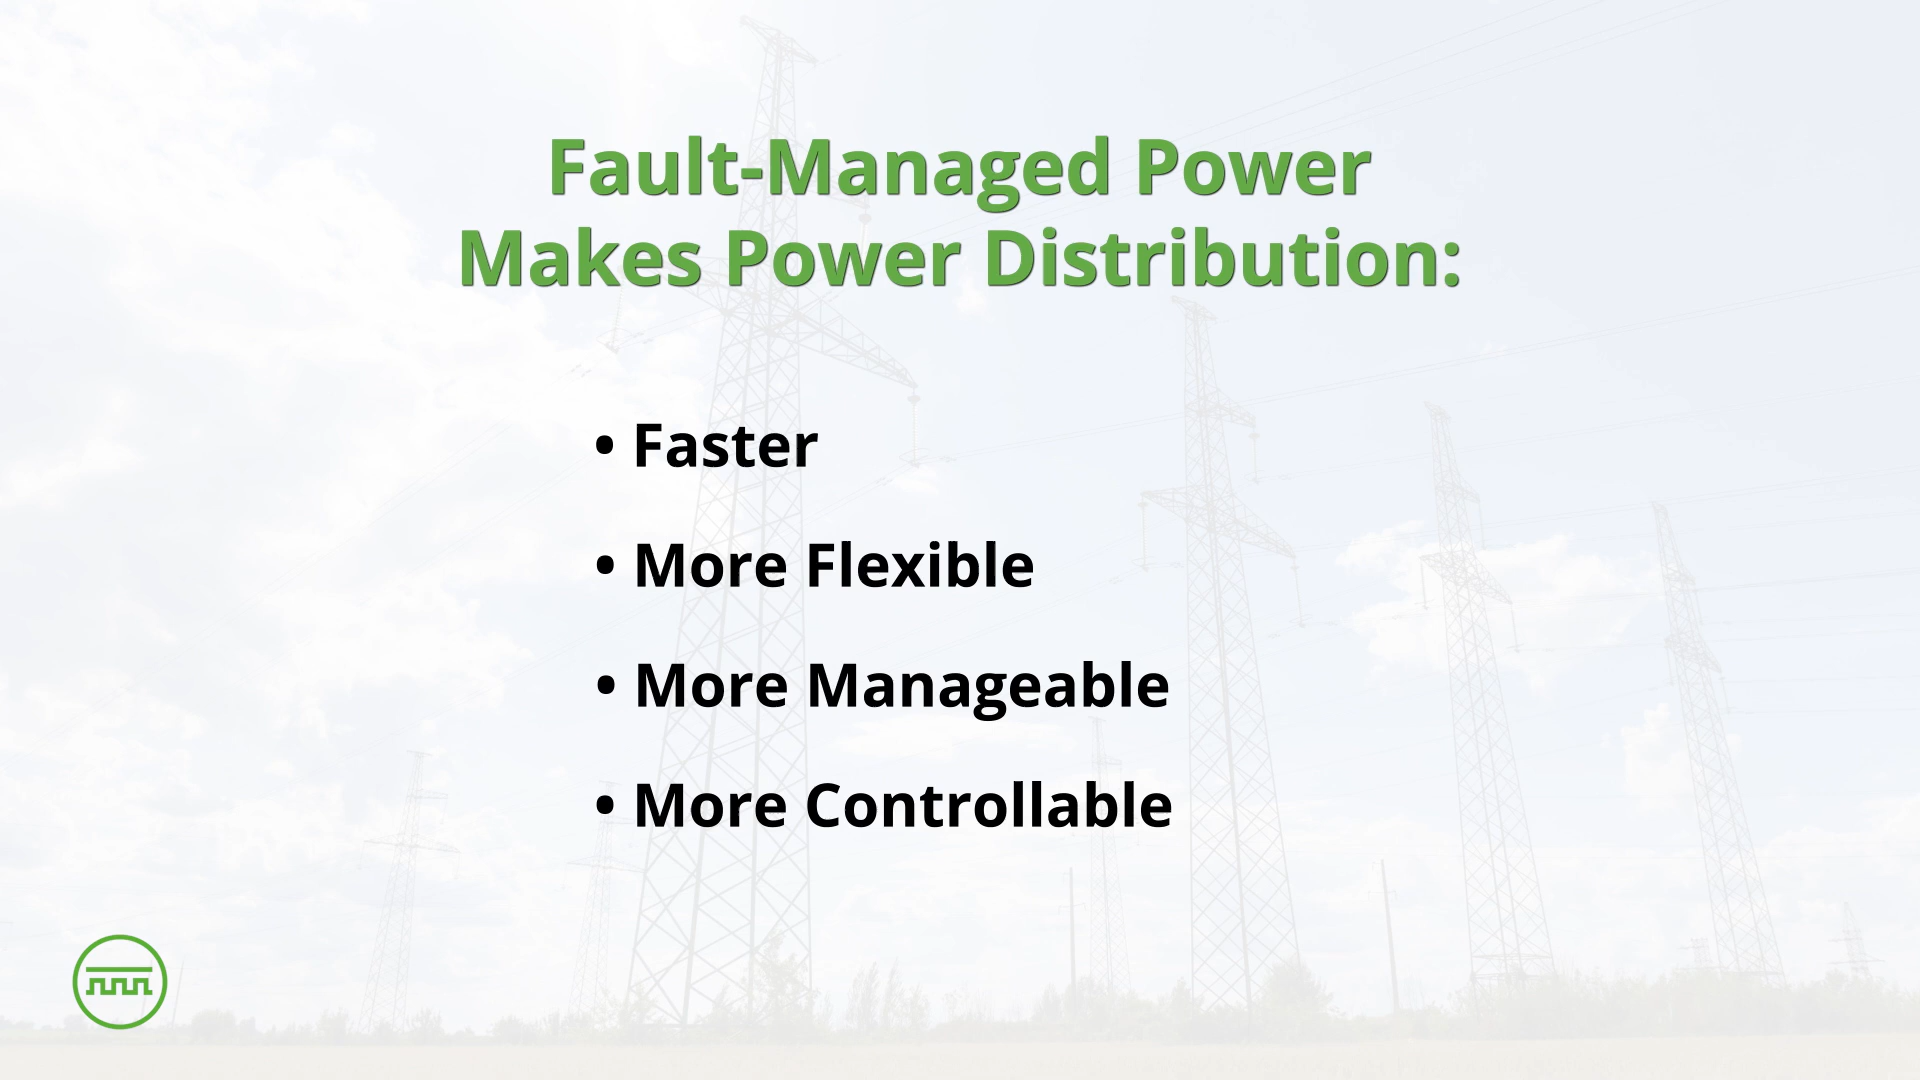 Fault-Managed Power
Makes Power Distribution:
• Faster
• More Flexible
• More Manageable
• More Controllable